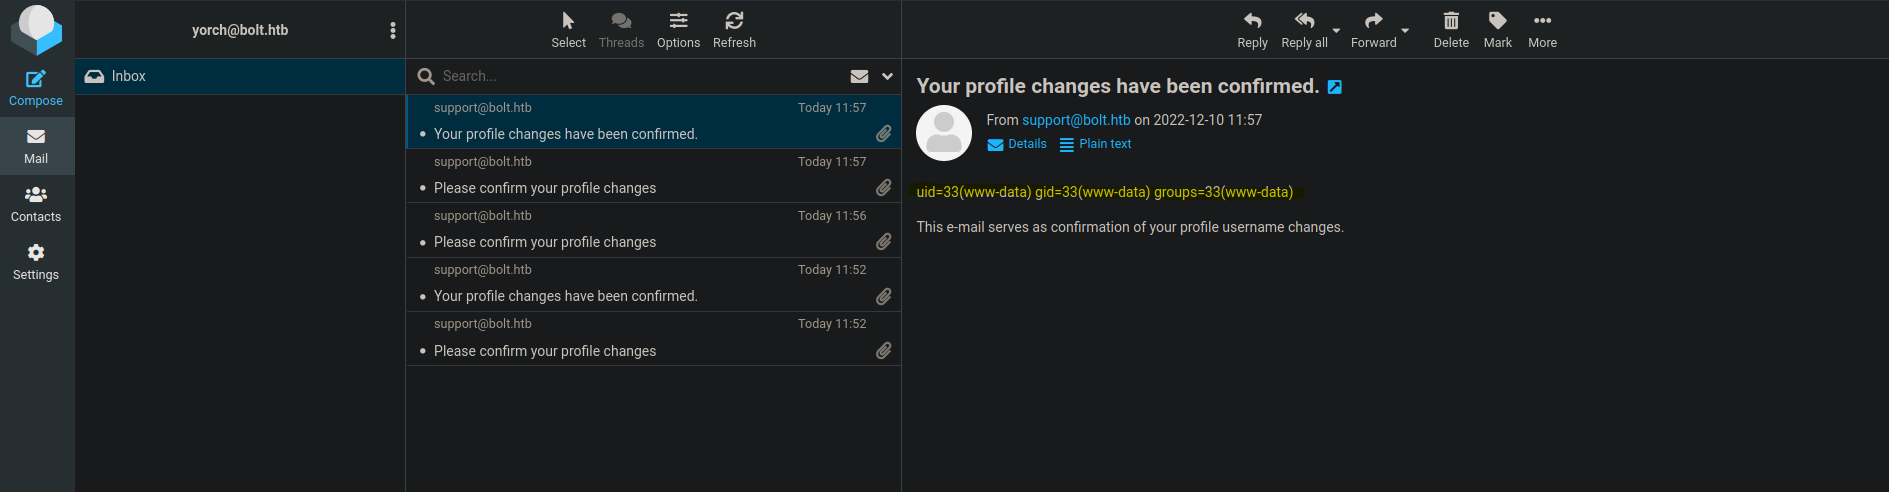 yorch@bolt.htb
Select
Threads
Options
Refresh
Reply
Reply all
Forward
Delete
Mark
More
Compose
Mail
Contacts
Settings
Inbox
Search...
support@bolt.htb Today 11:57
Your profile changes have been confirmed.
support@bolt.htb Today 11:57
Please confirm your profile changes
support@bolt.htb Today 11:56
Please confirm your profile changes
support@bolt.htb Today 11:52
Your profile changes have been confirmed.
support@bolt.htb Today 11:52
Please confirm your profile changes
Your profile changes have been confirmed.
From support@bolt.htb on 2022-12-10 11:57
Details Plain text
uid=33(www-data) gid=33(www-data) groups=33(www-data)
This e-mail serves as confirmation of your profile username changes.